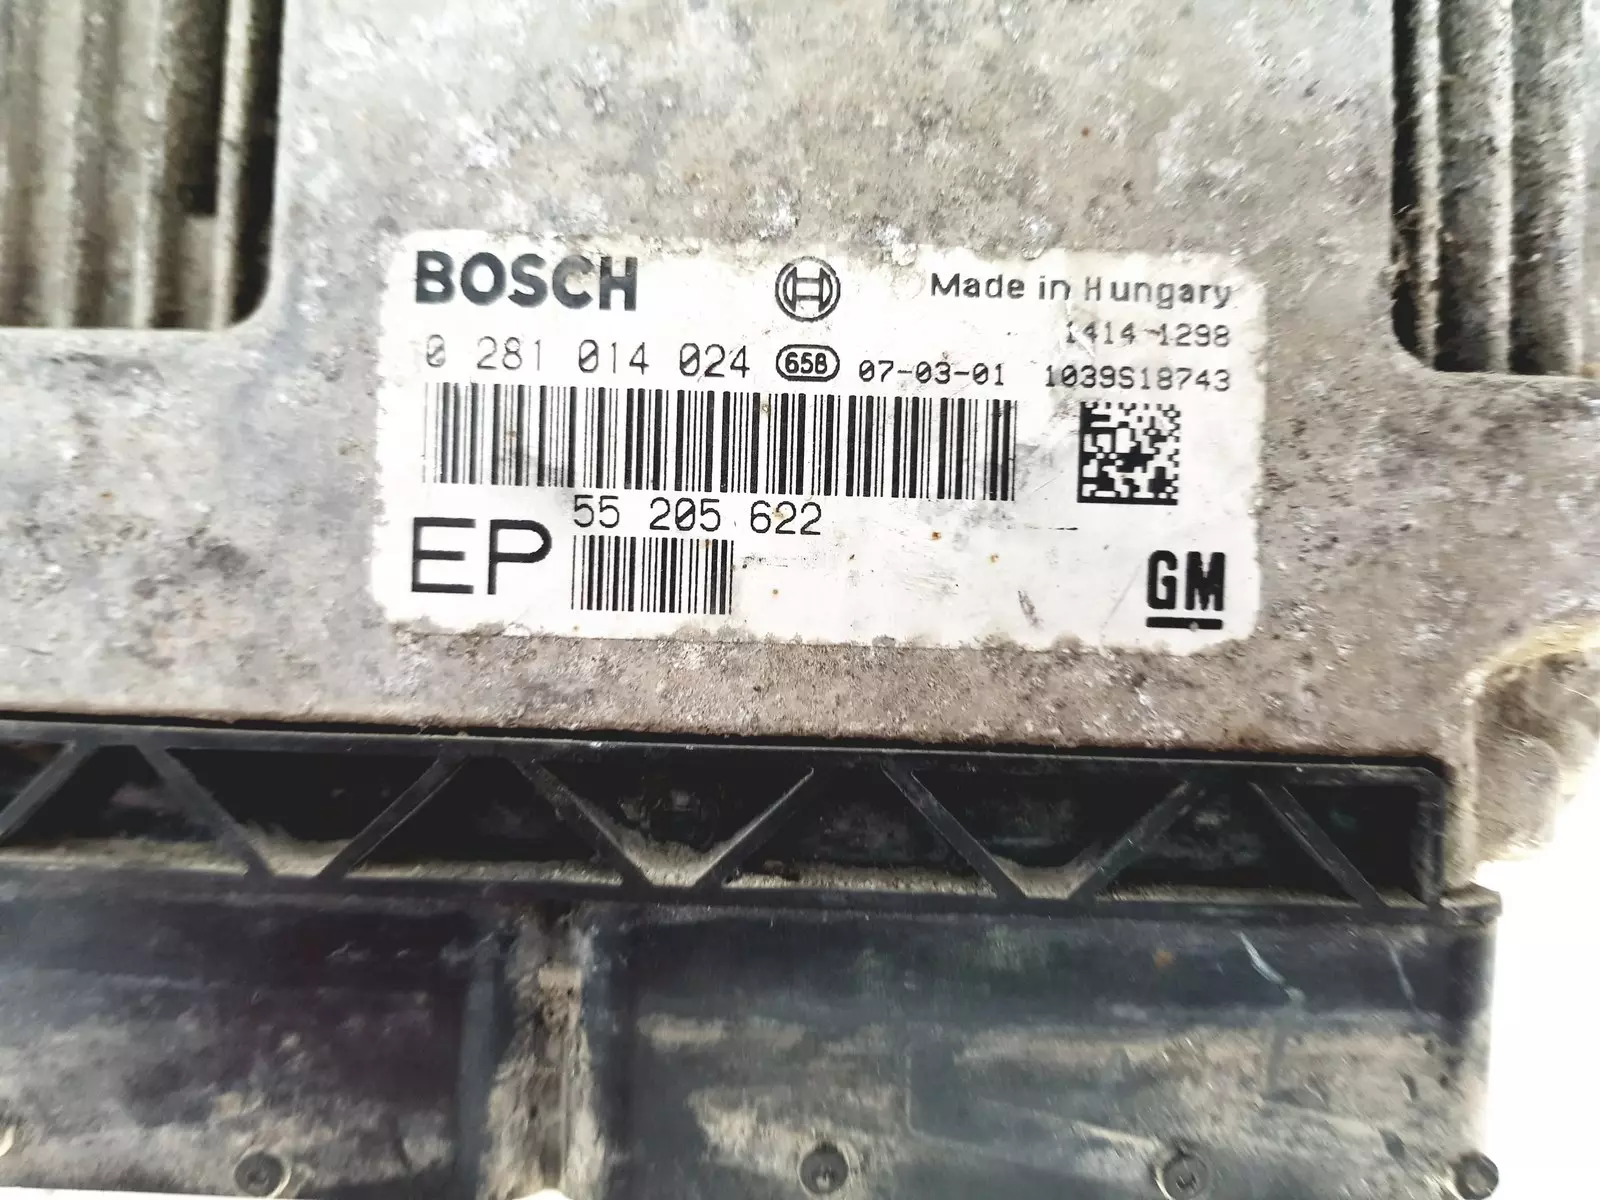 BOSCH Made in Hungary
1414-1298
0 281 014 024 658 07-03-01 1039S18743
55 205 622
EP
GM